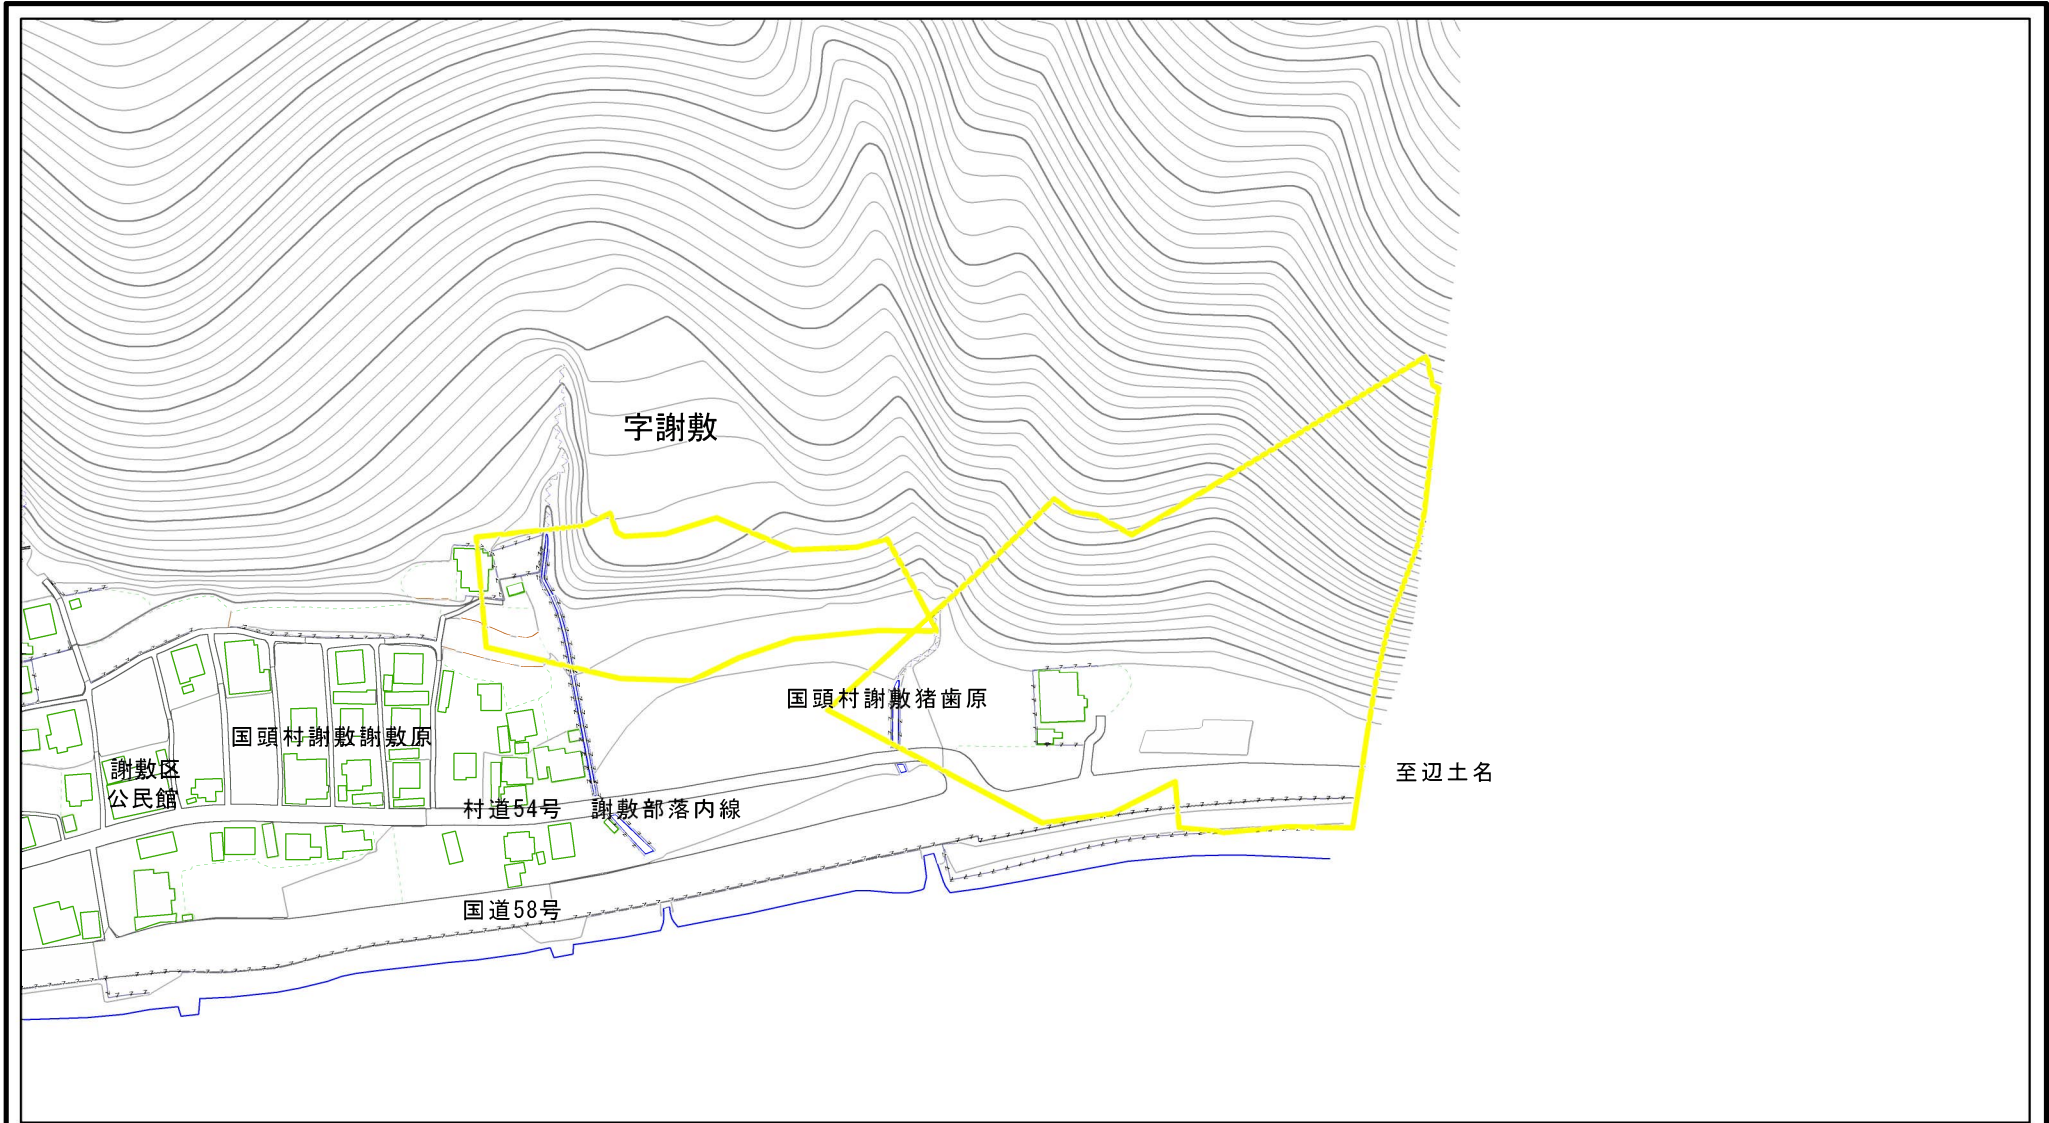 字謝敷
国頭村謝敷猪歯原
国頭村謝敷謝敷原
謝敷区
公民館
至辺土名
村道54号　謝敷部落内線
国道58号